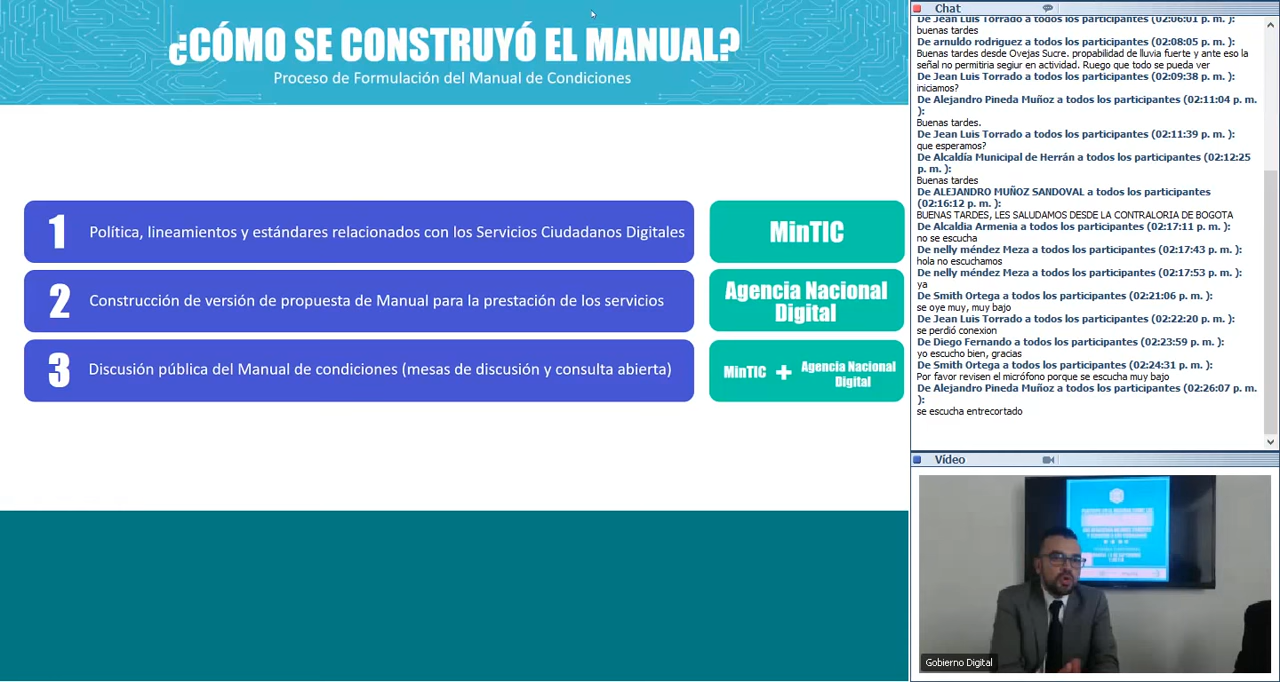 ¿CÓMO SE CONSTRUYÓ EL MANUAL?
Proceso de Formulación del Manual de Condiciones
1 Política, lineamientos y estándares relacionados con los Servicios Ciudadanos Digitales
MinTIC
2 Construcción de versión de propuesta de Manual para la prestación de los servicios
Agencia Nacional
Digital
3 Discusión pública del Manual de condiciones (mesas de discusión y consulta abierta)
MinTIC + Agencia Nacional
Digital
Chat
De Jean Luis Torrado a todos los participantes (02:06:01 p. m. ):
buenas tardes
De arnuldo rodriguez a todos los participantes (02:08:05 p. m. ):
Buenas tardes desde Ovejas Sucre. propabilidad de lluvia fuerte y ante eso la
señal no permitiria segiur en actividad. Ruego que todo se pueda ver
De Jean Luis Torrado a todos los participantes (02:09:38 p. m. ):
iniciamos?
De Alejandro Pineda Muñoz a todos los participantes (02:11:04 p. m.
):
Buenas tardes.
De Jean Luis Torrado a todos los participantes (02:11:39 p. m. ):
que esperamos?
De Alcaldía Municipal de Herrán a todos los participantes (02:12:25
p. m. ):
Buenas tardes
De ALEJANDRO MUÑOZ SANDOVAL a todos los participantes
(02:16:12 p. m. ):
BUENAS TARDES, LES SALUDAMOS DESDE LA CONTRALORIA DE BOGOTA
De Alcaldia Armenia a todos los participantes (02:17:11 p. m. ):
no se escucha
De nelly méndez Meza a todos los participantes (02:17:43 p. m. ):
hola no escuchamos
De nelly méndez Meza a todos los participantes (02:17:53 p. m. ):
ya
De Smith Ortega a todos los participantes (02:21:06 p. m. ):
se oye muy, muy bajo
De Jean Luis Torrado a todos los participantes (02:22:20 p. m. ):
se perdió conexion
De Diego Fernando a todos los participantes (02:23:59 p. m. ):
yo escucho bien, gracias
De Smith Ortega a todos los participantes (02:24:31 p. m. ):
Por favor revisen el micrófono porque se escucha muy bajo
De Alejandro Pineda Muñoz a todos los participantes (02:26:07 p. m.
):
se escucha entrecortado
Vídeo
Gobierno Digital